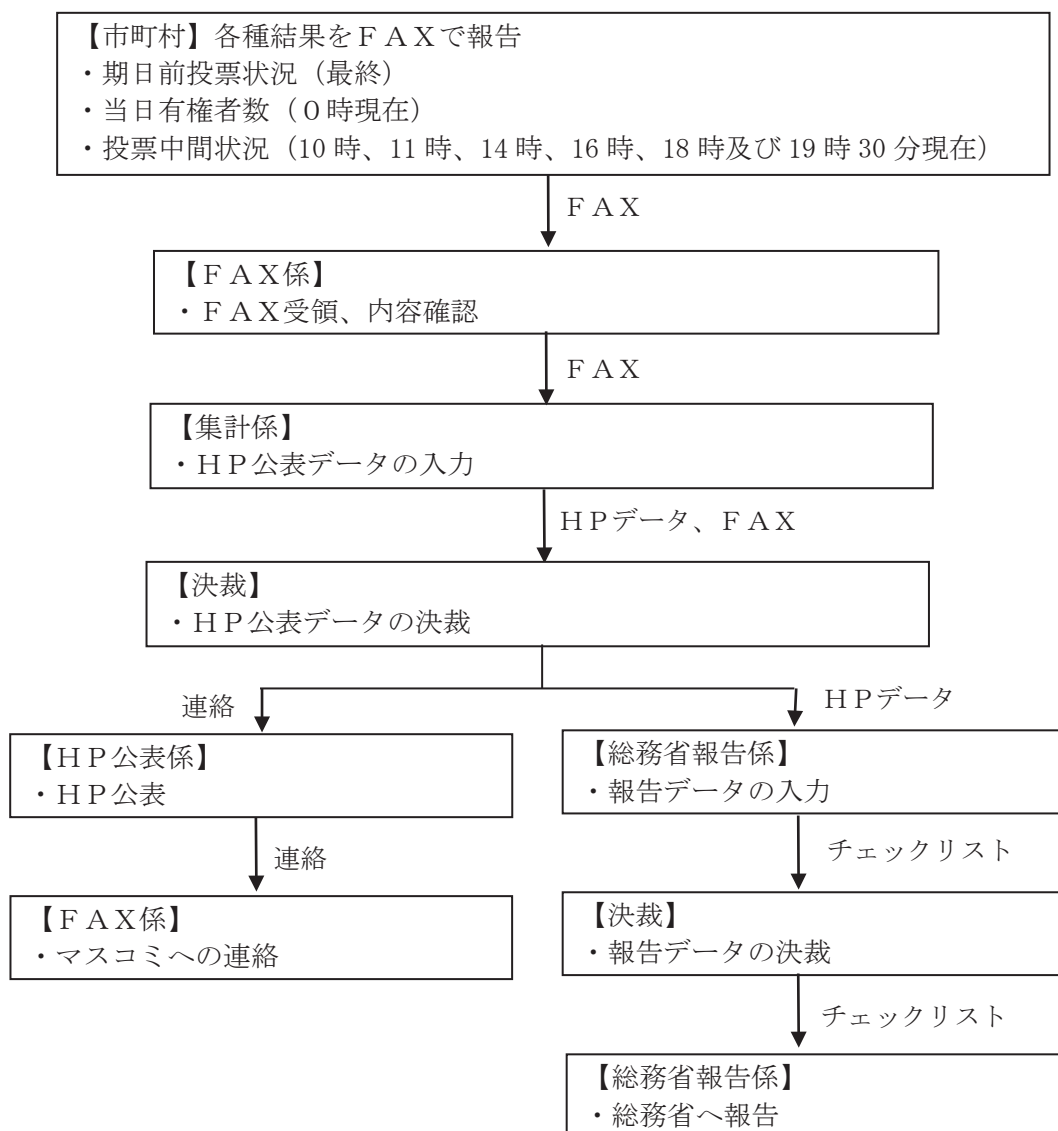 【市町村】各種結果をＦＡＸで報告
・期日前投票状況（最終）
・当日有権者数（０時現在）
・投票中間状況（10 時、11 時、14 時、16 時、18 時及び 19 時 30 分現在）
ＦＡＸ
【ＦＡＸ係】
・ＦＡＸ受領、内容確認
ＦＡＸ
【集計係】
・ＨＰ公表データの入力
ＨＰデータ、ＦＡＸ
【決裁】
・ＨＰ公表データの決裁
連絡
ＨＰデータ
【ＨＰ公表係】
・ＨＰ公表
連絡
【ＦＡＸ係】
・マスコミへの連絡
【総務省報告係】
・報告データの入力
チェックリスト
【決裁】
・報告データの決裁
チェックリスト
【総務省報告係】
・総務省へ報告